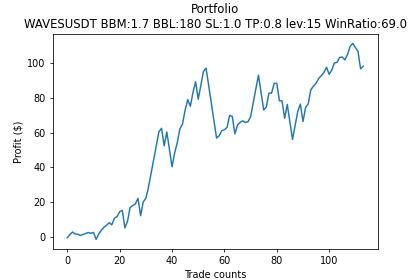 Portfolio
WAVESUSDT BBM:1.7 BBL:180 SL:1.0 TP:0.8 lev:15 WinRatio:69.0
100
80
60
40
20
0
Profit ($)
0 20 40 60 80 100
Trade counts